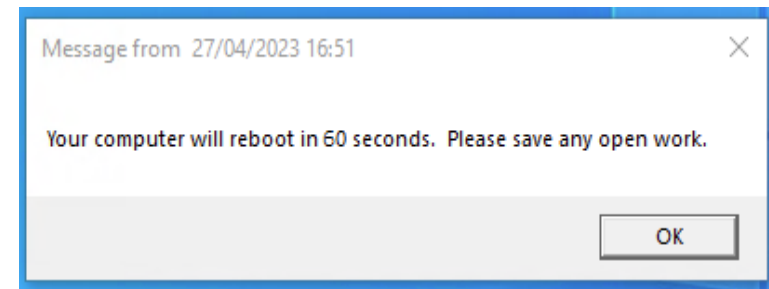 Message from 27/04/2023 16:51
Your computer will reboot in 60 seconds. Please save any open work.
OK